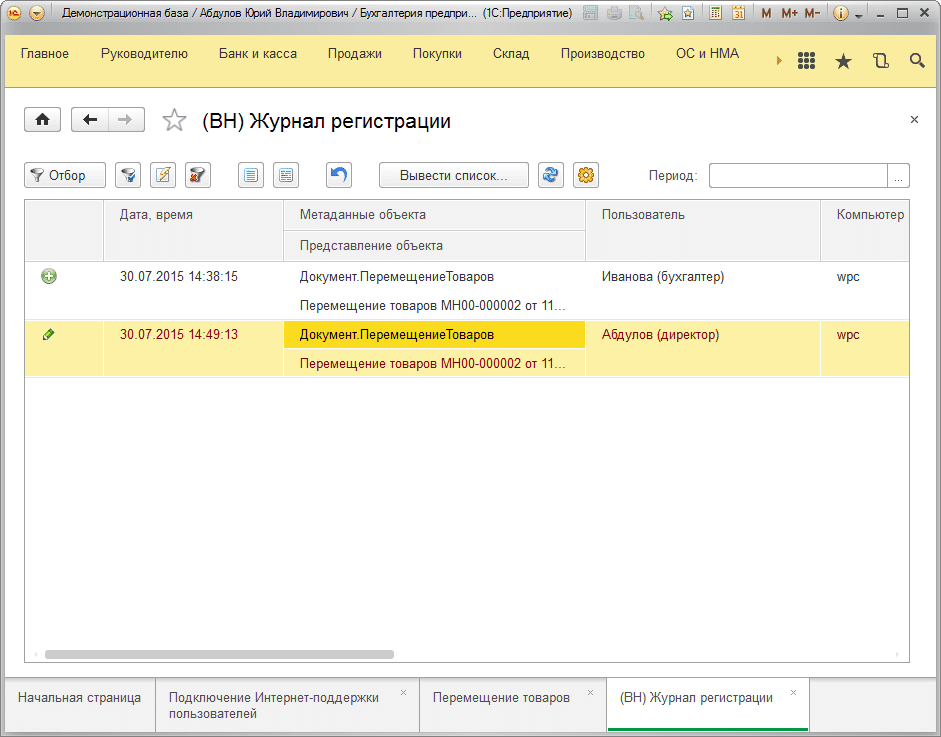 Демонстрационная база / Абдулов Юрий Владимирович / Бухгалтерия предпри... (1С:Предприятие)
M M+ M-
Главное Руководителю Банк и касса Продажи Покупки Склад Производство ОС и НМА
(ВН) Журнал регистрации
Отбор Вывести список... Период: ...
Дата, время Метаданные объекта Пользователь Компьютер
Представление объекта
30.07.2015 14:38:15 Документ.ПеремещениеТоваров Иванова (бухгалтер) wpc
Перемещение товаров МН00-000002 от 11...
30.07.2015 14:49:13 Документ.ПеремещениеТоваров Абдулов (директор) wpc
Перемещение товаров МН00-000002 от 11...
Начальная страница Подключение Интернет-поддержки Перемещение товаров (ВН) Журнал регистрации
пользователей